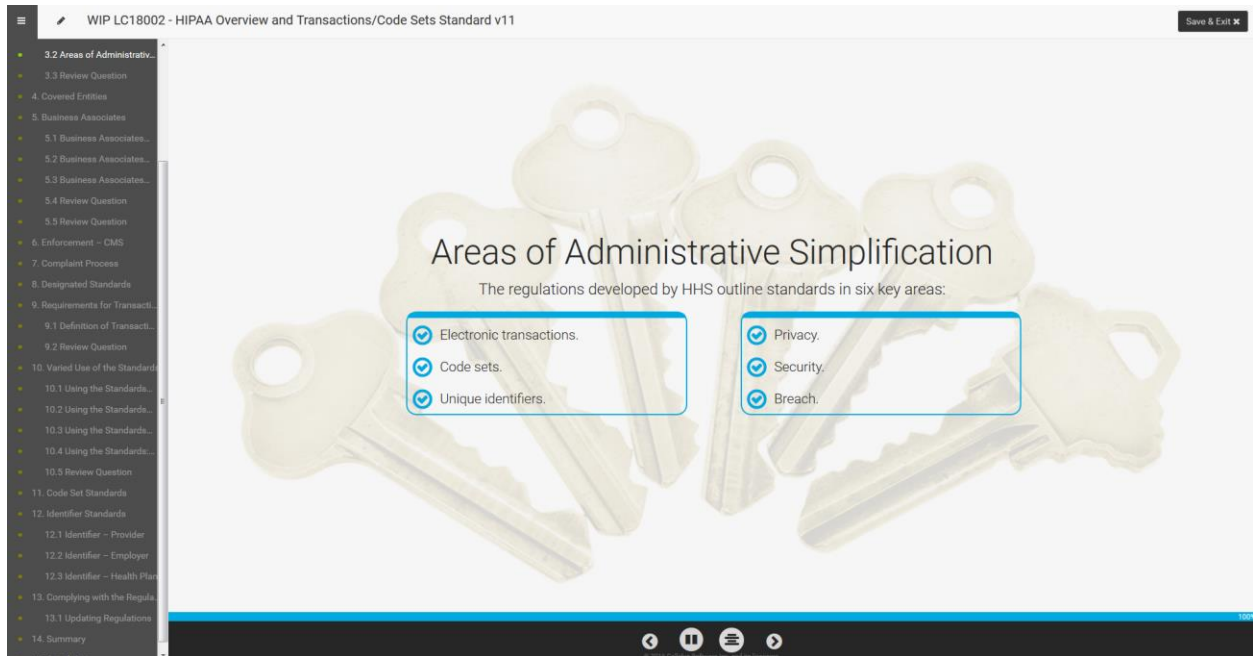 WIP LC18002 - HIPAA Overview and Transactions/Code Sets Standard v11
Save & Exit ✖
3.2 Areas of Administrativ...
3.3 Review Question
4. Covered Entities
5. Business Associates
5.1 Business Associates...
5.2 Business Associates...
5.3 Business Associates...
5.4 Review Question
5.5 Review Question
6. Enforcement – CMS
7. Complaint Process
8. Designated Standards
9. Requirements for Transacti...
9.1 Definition of Transacti...
9.2 Review Question
10. Varied Use of the Standards
10.1 Using the Standards...
10.2 Using the Standards...
10.3 Using the Standards...
10.4 Using the Standards:...
10.5 Review Question
11. Code Set Standards
12. Identifier Standards
12.1 Identifier – Provider
12.2 Identifier – Employer
12.3 Identifier – Health Plan
13. Complying with the Regula...
13.1 Updating Regulations
14. Summary
Areas of Administrative Simplification
The regulations developed by HHS outline standards in six key areas:
Electronic transactions.
Code sets.
Unique identifiers.
Privacy.
Security.
Breach.
100%